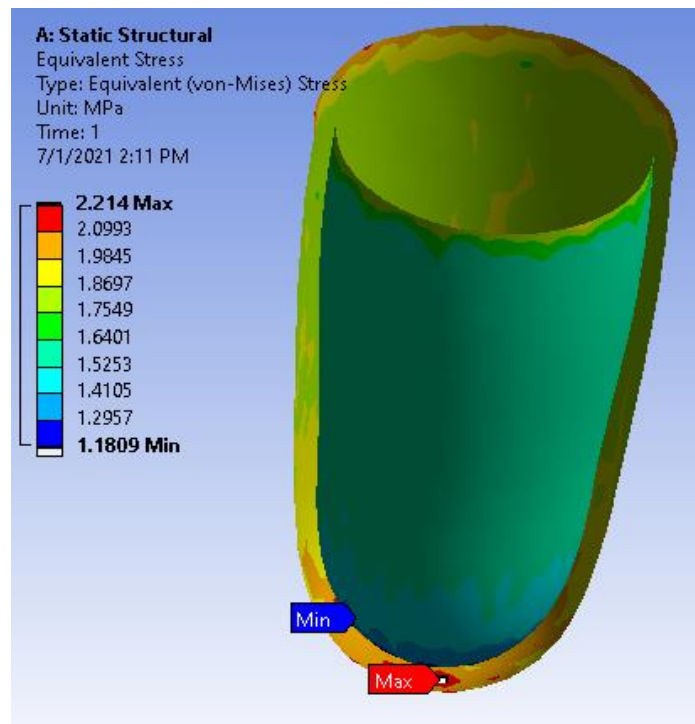 A: Static Structural
Equivalent Stress
Type: Equivalent (von-Mises) Stress
Unit: MPa
Time: 1
7/1/2021 2:11 PM
2.214 Max
2.0993
1.9845
1.8697
1.7549
1.6401
1.5253
1.4105
1.2957
1.1809 Min
Min
Max